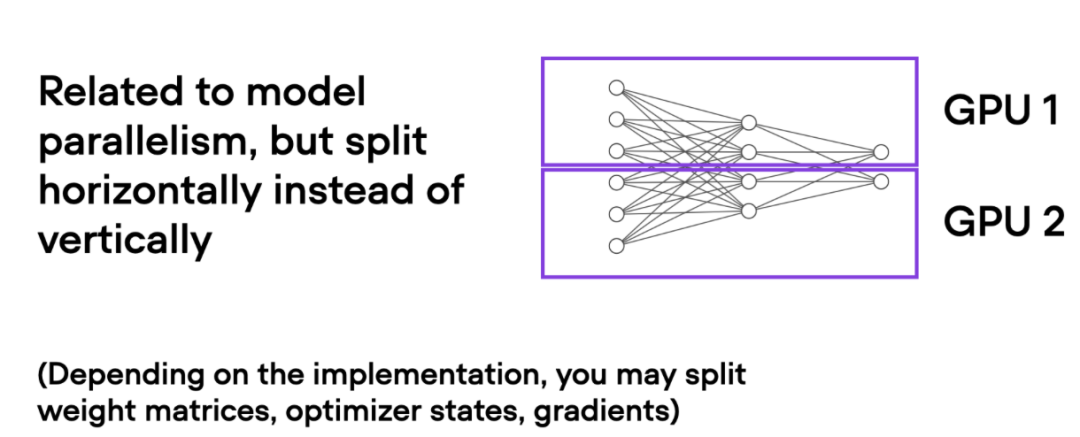 Related to model
parallelism, but split
horizontally instead of
vertically
GPU 1
GPU 2
(Depending on the implementation, you may split
weight matrices, optimizer states, gradients)